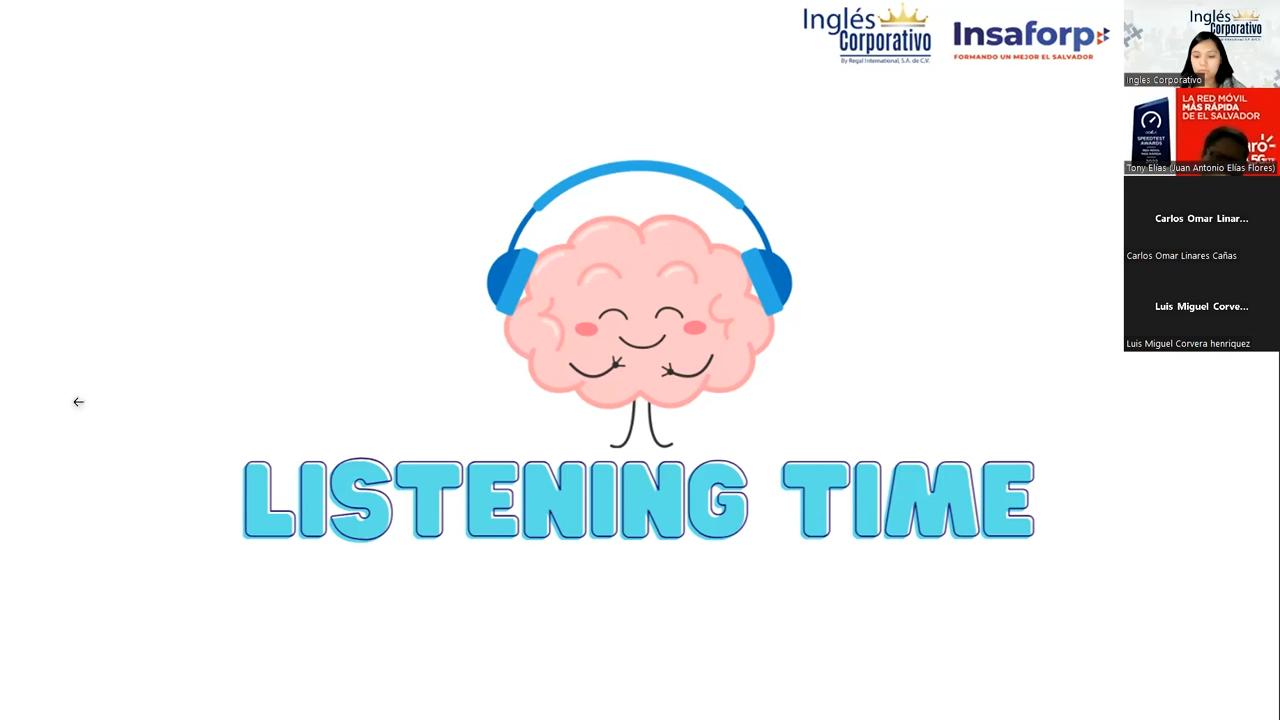 Inglés
Corporativo
By Regal International, S.A. de C.V.
Insaforp
FORMANDO UN MEJOR EL SALVADOR
LISTENING TIME
Inglés
Corporativo
Ingles Corporativo
LA RED MÓVIL
MÁS RÁPIDA
DE EL SALVADOR
SPEEDTEST
AWARDS
Tony Elias (Juan Antonio Elías Flores)
Carlos Omar Linar...
Carlos Omar Linares Cañas
Luis Miguel Corve...
Luis Miguel Corvera henriquez